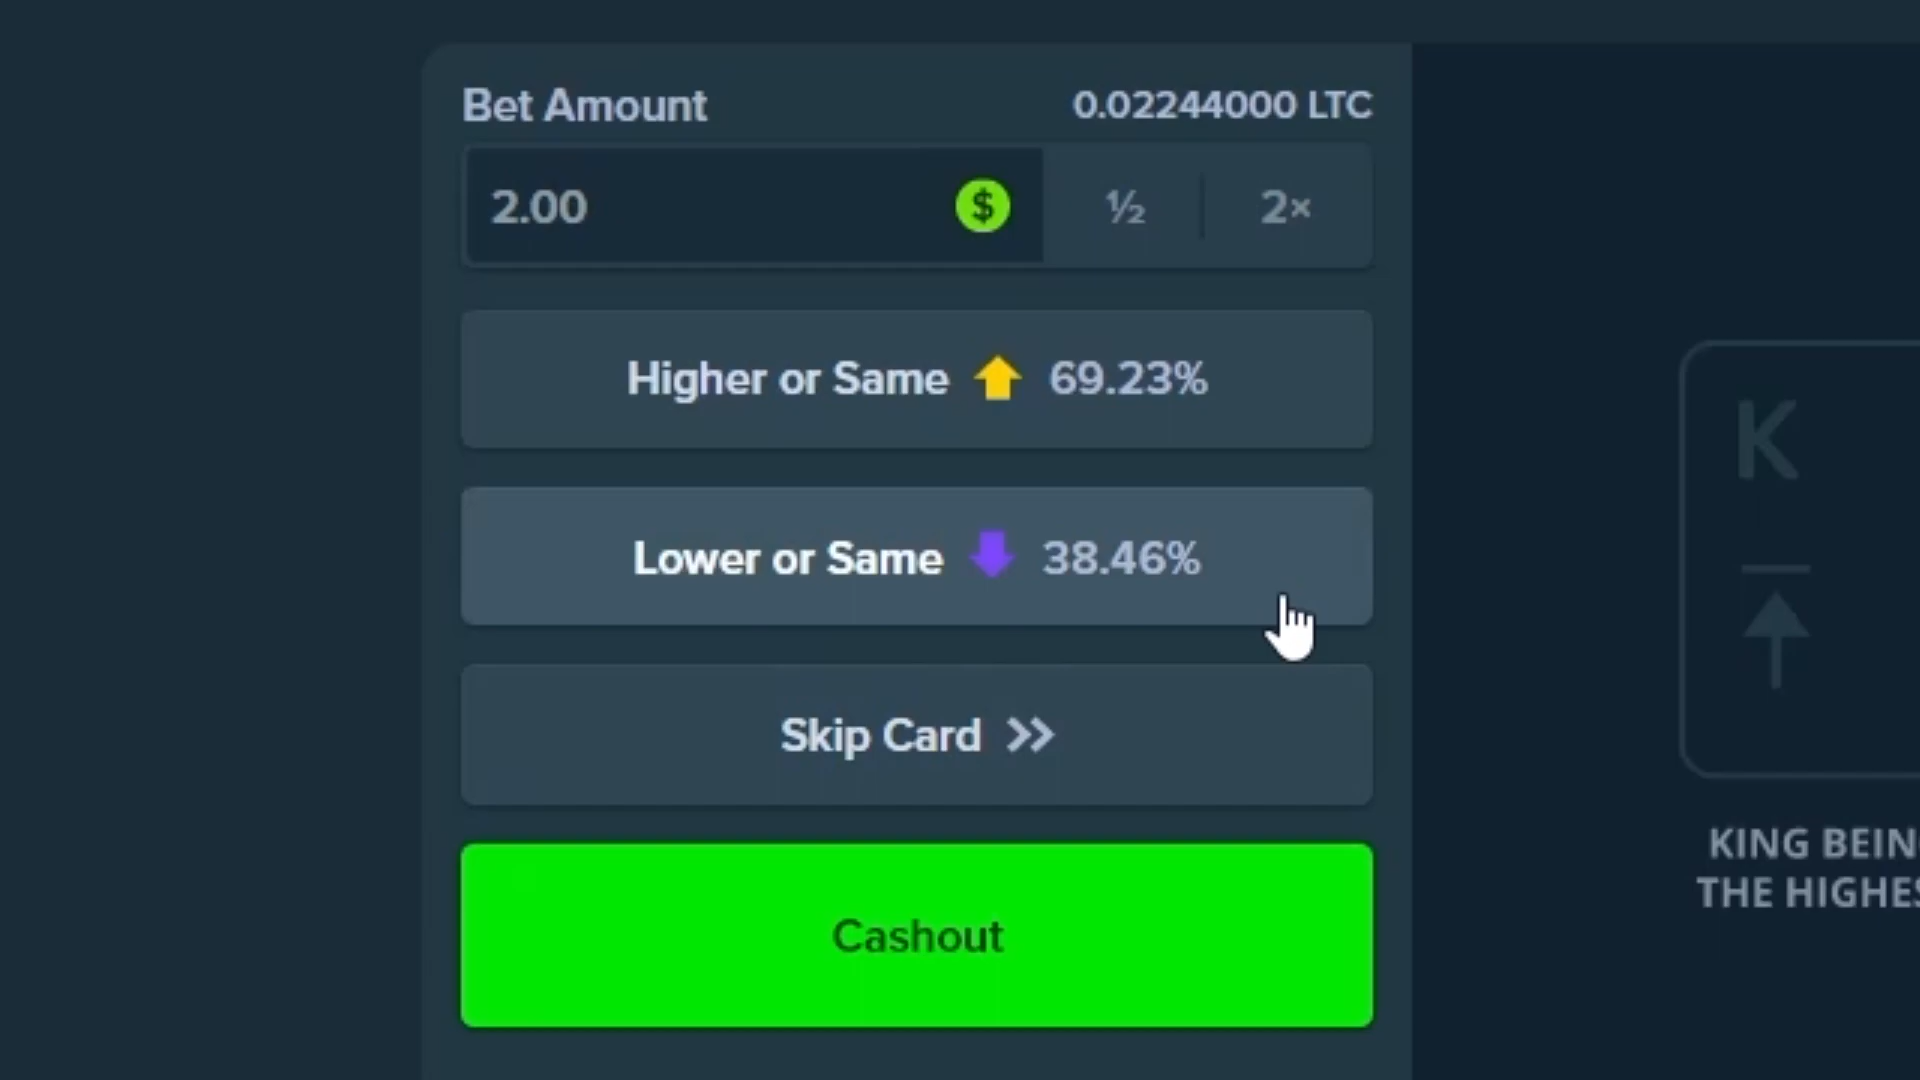 Bet Amount 0.02244000 LTC
2.00 $ ½ 2×
Higher or Same 69.23%
Lower or Same 38.46%
Skip Card
Cashout
K
KING BEIN
THE HIGHES